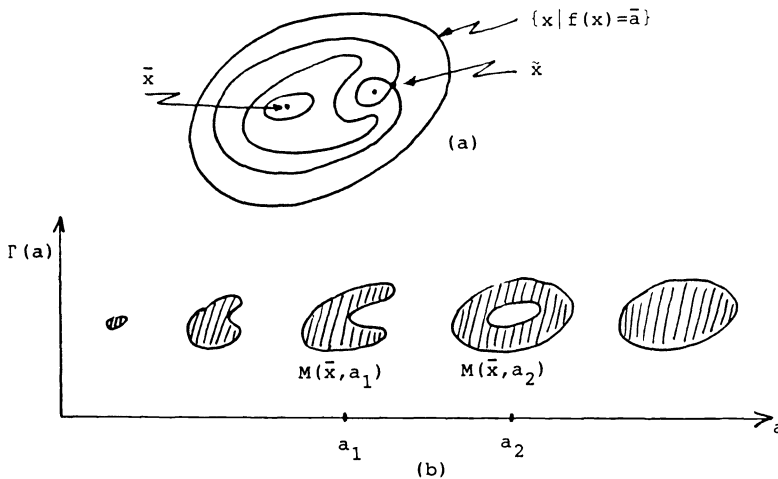 {x|f(x)=a̅}
x̅
x̃
(a)
Γ(a)
M(x̅,a₁)
M(x̅,a₂)
a₁
a₂
a
(b)